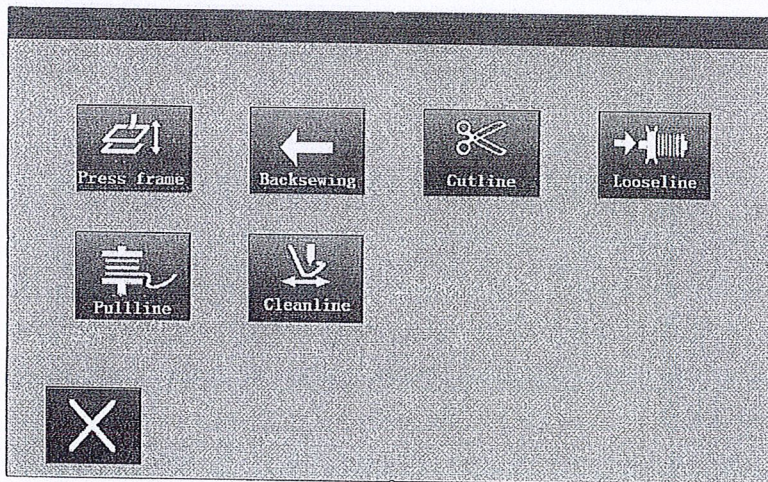 Press frame
Backsewing
Cutline
Looseline
Pullline
Cleanline